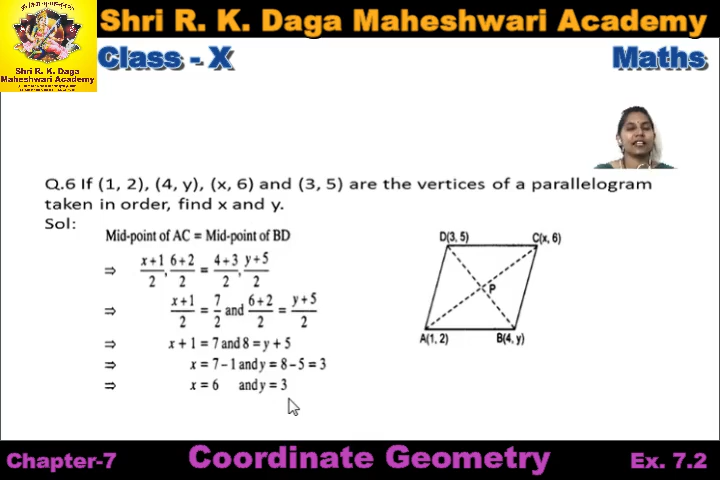 Shri R. K. Daga Maheshwari Academy
Shri R. K. Daga
Maheshwari Academy
Class - X
Maths
Q.6 If (1, 2), (4, y), (x, 6) and (3, 5) are the vertices of a parallelogram
taken in order, find x and y.
Sol:
Mid-point of AC = Mid-point of BD
⇒ (x+1)/2, (6+2)/2 = (4+3)/2, (y+5)/2
⇒ (x+1)/2 = 7/2 and (6+2)/2 = (y+5)/2
⇒ x + 1 = 7 and 8 = y + 5
⇒ x = 7 – 1 and y = 8 – 5 = 3
⇒ x = 6 and y = 3
D(3, 5)
C(x, 6)
P
A(1, 2)
B(4, y)
Chapter-7
Coordinate Geometry
Ex. 7.2